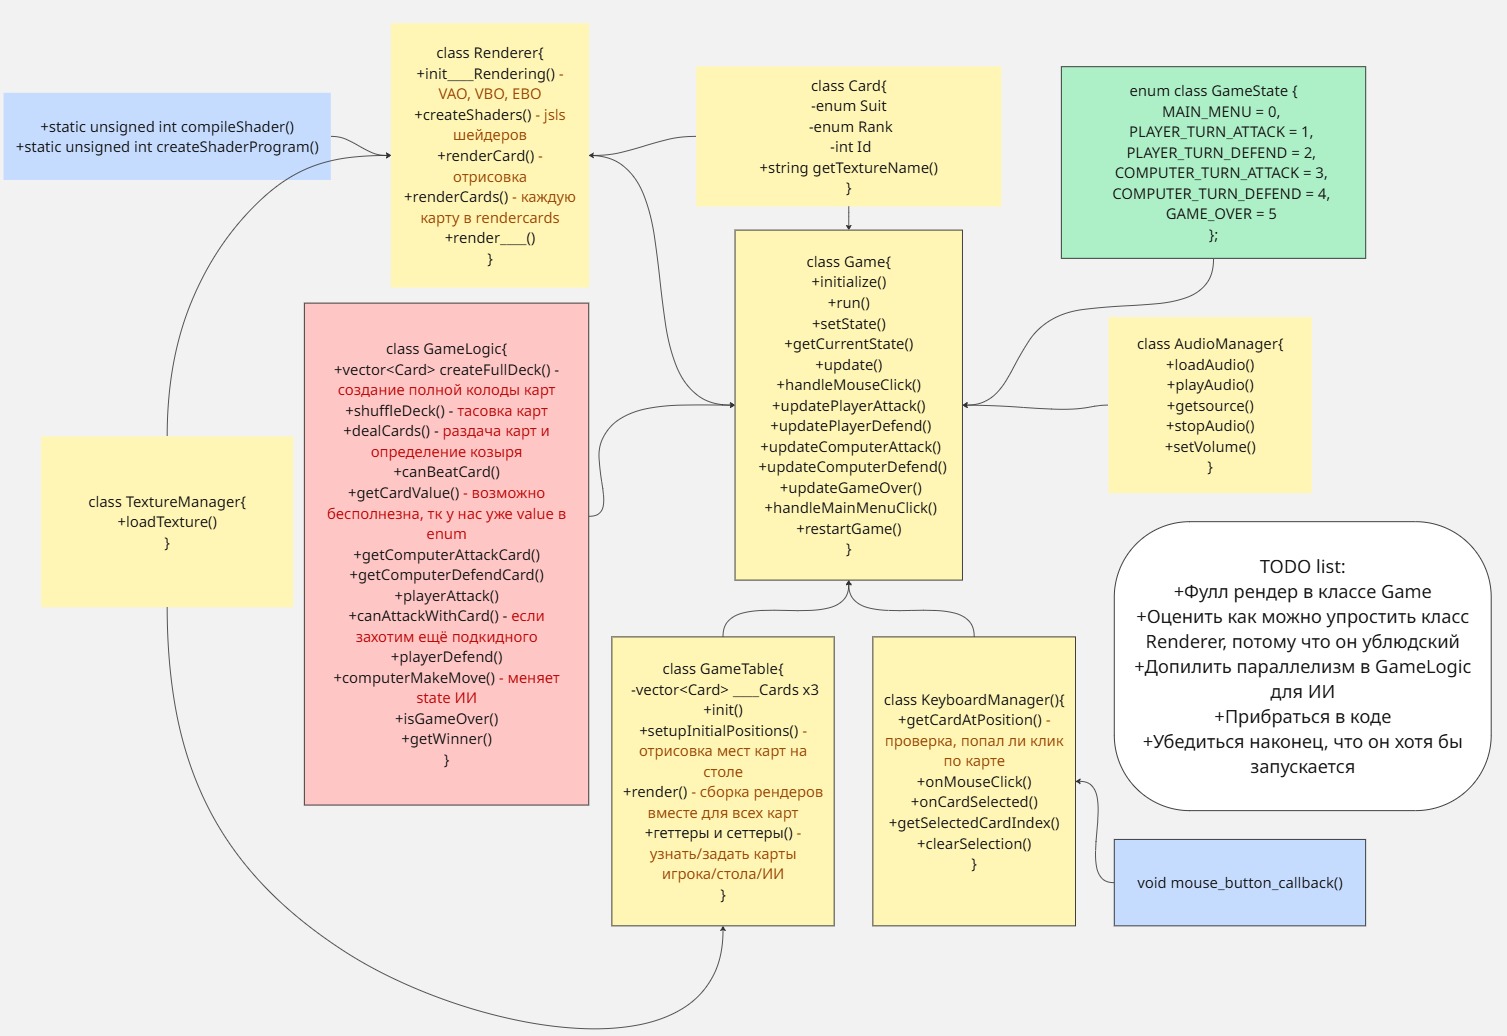 class Renderer{
+init____Rendering() -
VAO, VBO, EBO
+createShaders() - jsls
шейдеров
+renderCard() -
отрисовка
+renderCards() - каждую
карту в rendercards
+render____()
}
+static unsigned int compileShader()
+static unsigned int createShaderProgram()
class Card{
-enum Suit
-enum Rank
-int Id
+string getTextureName()
}
enum class GameState {
MAIN_MENU = 0,
PLAYER_TURN_ATTACK = 1,
PLAYER_TURN_DEFEND = 2,
COMPUTER_TURN_ATTACK = 3,
COMPUTER_TURN_DEFEND = 4,
GAME_OVER = 5
};
class Game{
+initialize()
+run()
+setState()
+getCurrentState()
+update()
+handleMouseClick()
+updatePlayerAttack()
+updatePlayerDefend()
+updateComputerAttack()
+updateComputerDefend()
+updateGameOver()
+handleMainMenuClick()
+restartGame()
}
class AudioManager{
+loadAudio()
+playAudio()
+getsource()
+stopAudio()
+setVolume()
}
class GameLogic{
+vector<Card> createFullDeck() -
создание полной колоды карт
+shuffleDeck() - тасовка карт
+dealCards() - раздача карт и
определение козыря
+canBeatCard()
+getCardValue() - возможно
бесполнезна, тк у нас уже value в
enum
+getComputerAttackCard()
+getComputerDefendCard()
+playerAttack()
+canAttackWithCard() - если
захотим ещё подкидного
+playerDefend()
+computerMakeMove() - меняет
state ИИ
+isGameOver()
+getWinner()
}
class TextureManager{
+loadTexture()
}
TODO list:
+Фулл рендер в классе Game
+Оценить как можно упростить класс
Renderer, потому что он ублюдский
+Допилить параллелизм в GameLogic
для ИИ
+Прибраться в коде
+Убедиться наконец, что он хотя бы
запускается
class GameTable{
-vector<Card> ____Cards x3
+init()
+setupInitialPositions() -
отрисовка мест карт на
столе
+render() - сборка рендеров
вместе для всех карт
+геттеры и сеттеры() -
узнать/задать карты
игрока/стола/ИИ
}
class KeyboardManager(){
+getCardAtPosition() -
проверка, попал ли клик
по карте
+onMouseClick()
+onCardSelected()
+getSelectedCardIndex()
+clearSelection()
}
void mouse_button_callback()